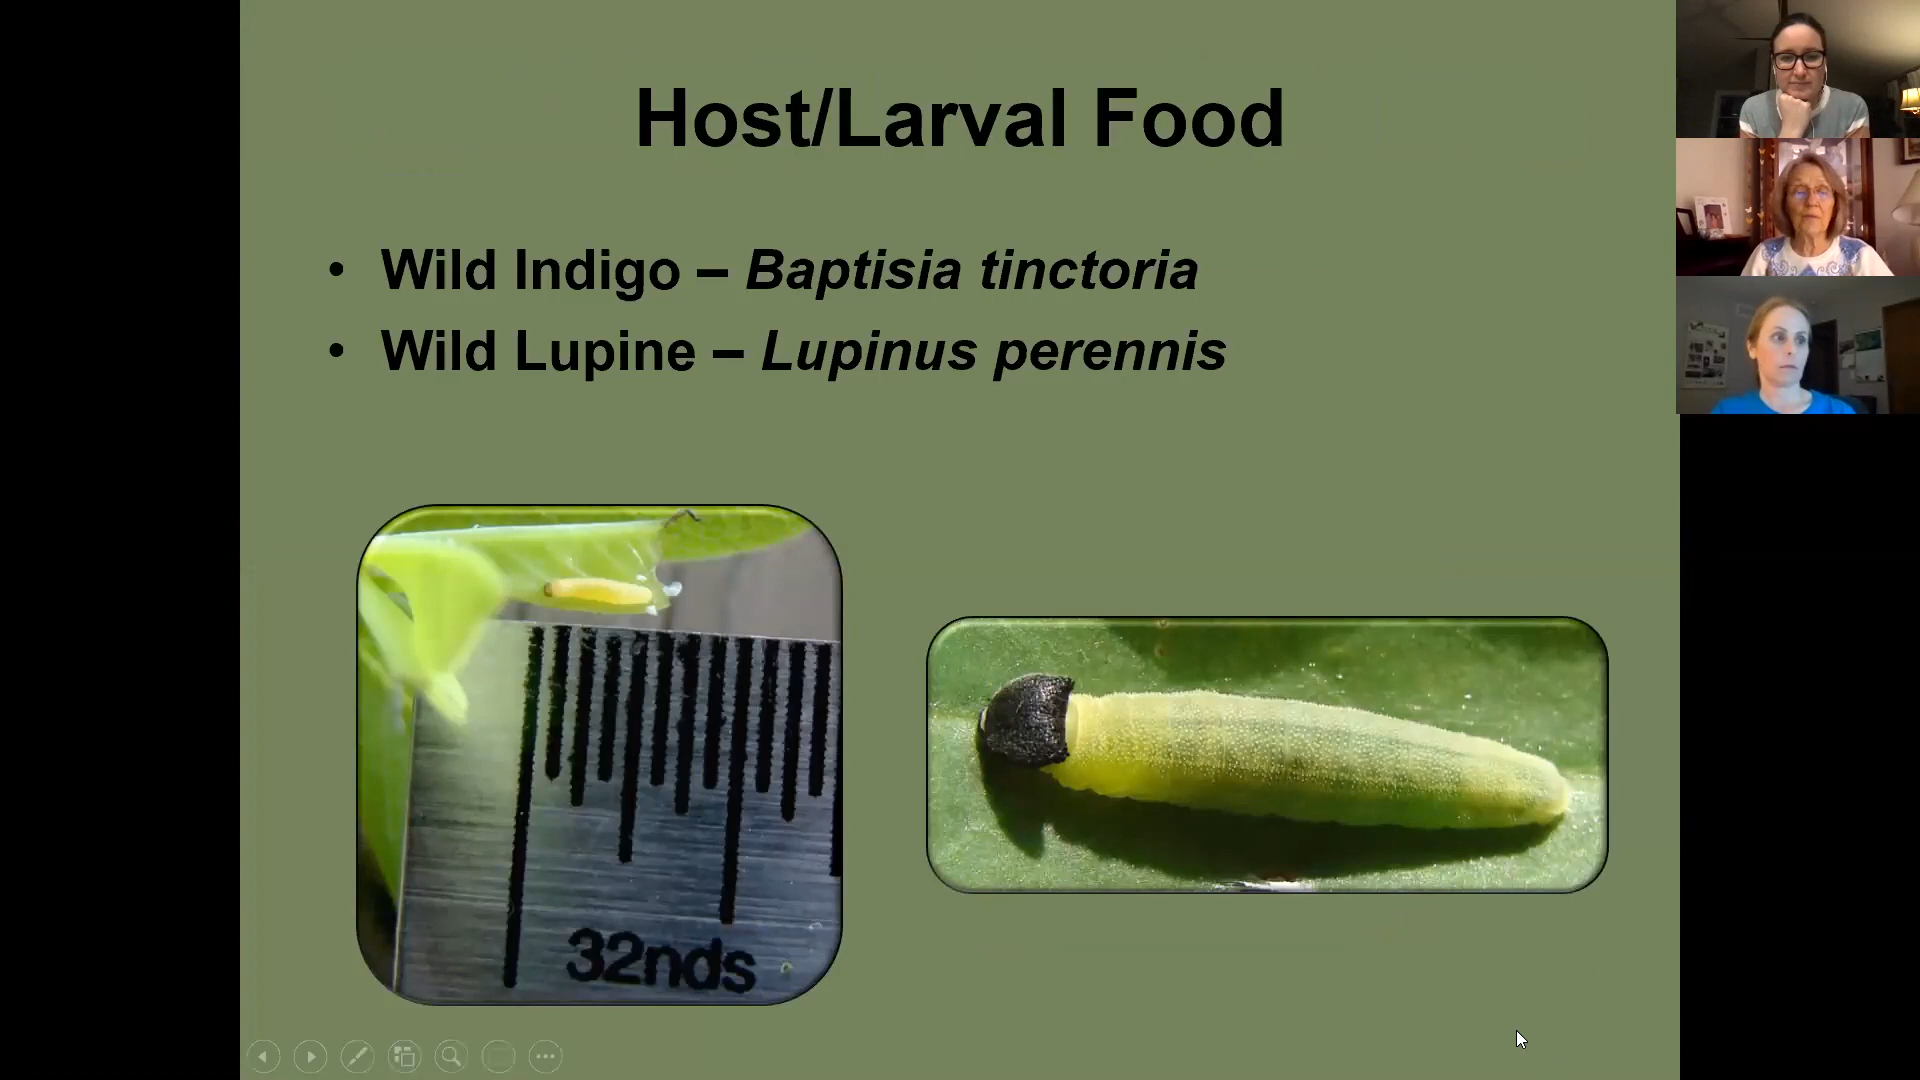 Host/Larval Food
• Wild Indigo – Baptisia tinctoria
• Wild Lupine – Lupinus perennis
32nds